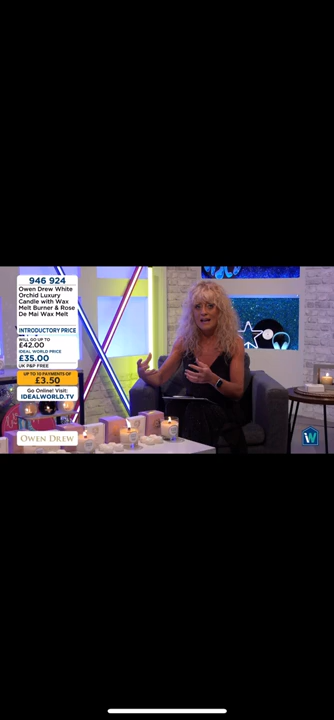 946 924
Owen Drew White
Orchid Luxury
Candle with Wax
Melt Burner & Rose
De Mai Wax Melt
INTRODUCTORY PRICE
WILL GO UP TO
£42.00
IDEAL WORLD PRICE
£35.00
UK P&P FREE
UP TO 10 PAYMENTS OF
£3.50
Go Online! Visit:
IDEALWORLD.TV
OWEN DREW